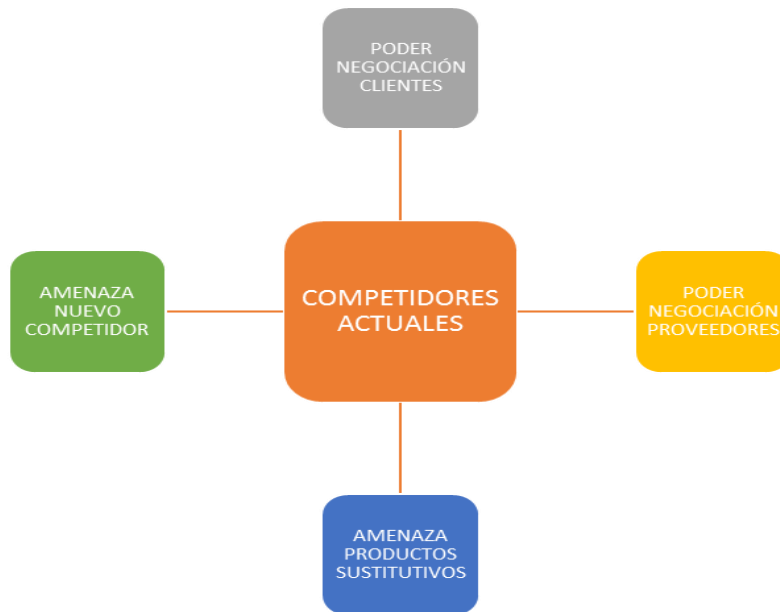 PODER
NEGOCIACIÓN
CLIENTES
AMENAZA
NUEVO
COMPETIDOR
COMPETIDORES
ACTUALES
PODER
NEGOCIACIÓN
PROVEEDORES
AMENAZA
PRODUCTOS
SUSTITUTIVOS